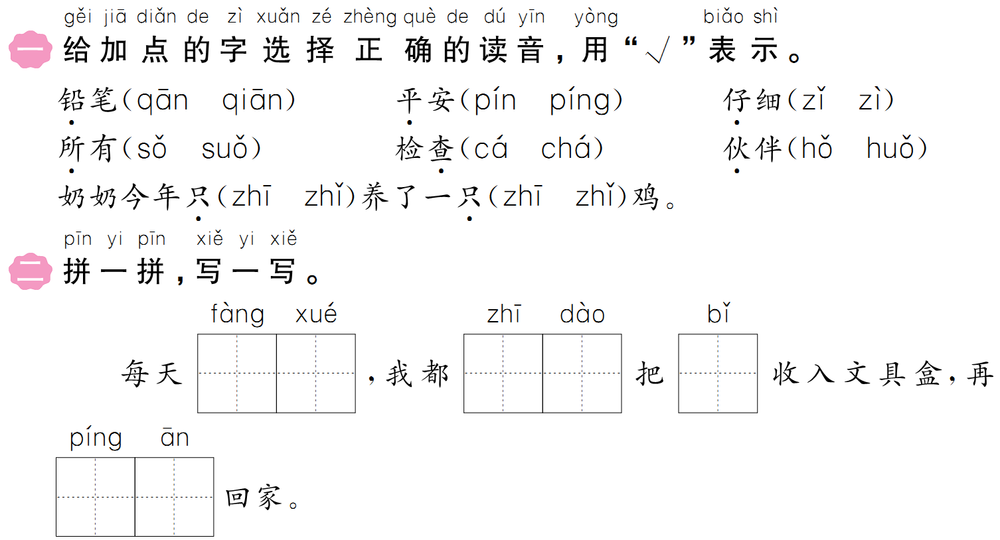 gěi jiā diǎn de zì xuǎn zé zhèng què de dú yīn yòng biǎo shì
一 给加点的字选择正确的读音，用“√”表示。
铅笔(qān qiān) 平安(pín píng) 仔细(zǐ zì)
所有(sǒ suǒ) 检查(cá chá) 伙伴(hǒ huǒ)
奶奶今年只(zhī zhǐ)养了一只(zhī zhǐ)鸡。
pīn yi pīn xiě yi xiě
二 拼一拼，写一写。
fàng xué zhī dào bǐ
每天 ，我都 把 收入文具盒，再
píng ān
回家。